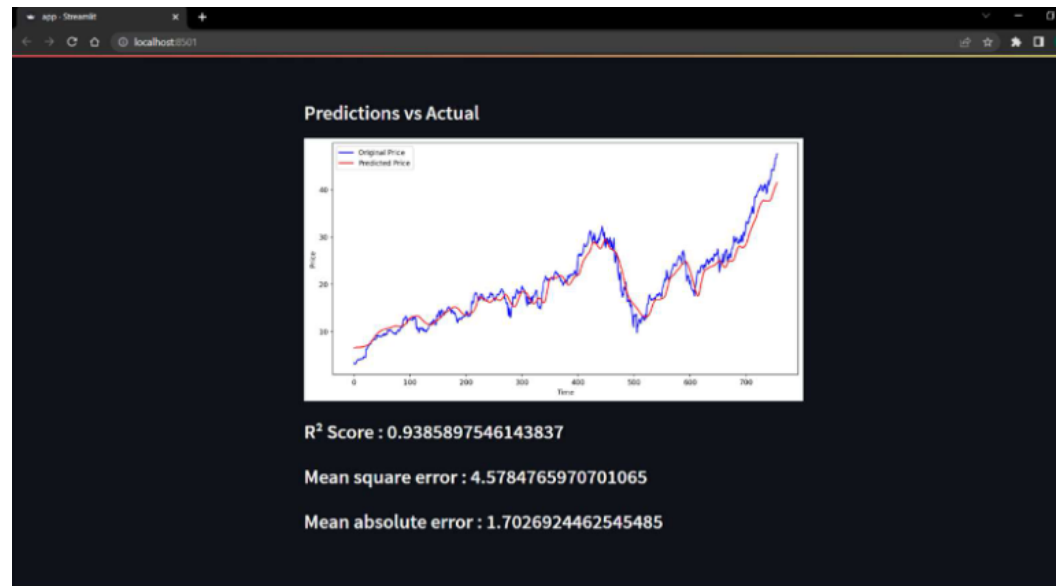 app · Streamlit
localhost:8501
Predictions vs Actual
Original Price
Predicted Price
40
30
20
10
Price
0 100 200 300 400 500 600 700
Time
R² Score : 0.9385897546143837
Mean square error : 4.5784765970701065
Mean absolute error : 1.7026924462545485